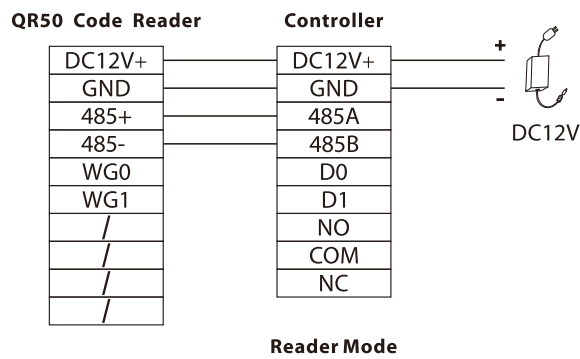 QR50 Code Reader
Controller
DC12V+
GND
485+
485-
WG0
WG1
/
/
/
/
DC12V+
GND
485A
485B
D0
D1
NO
COM
NC
+
-
DC12V
Reader Mode